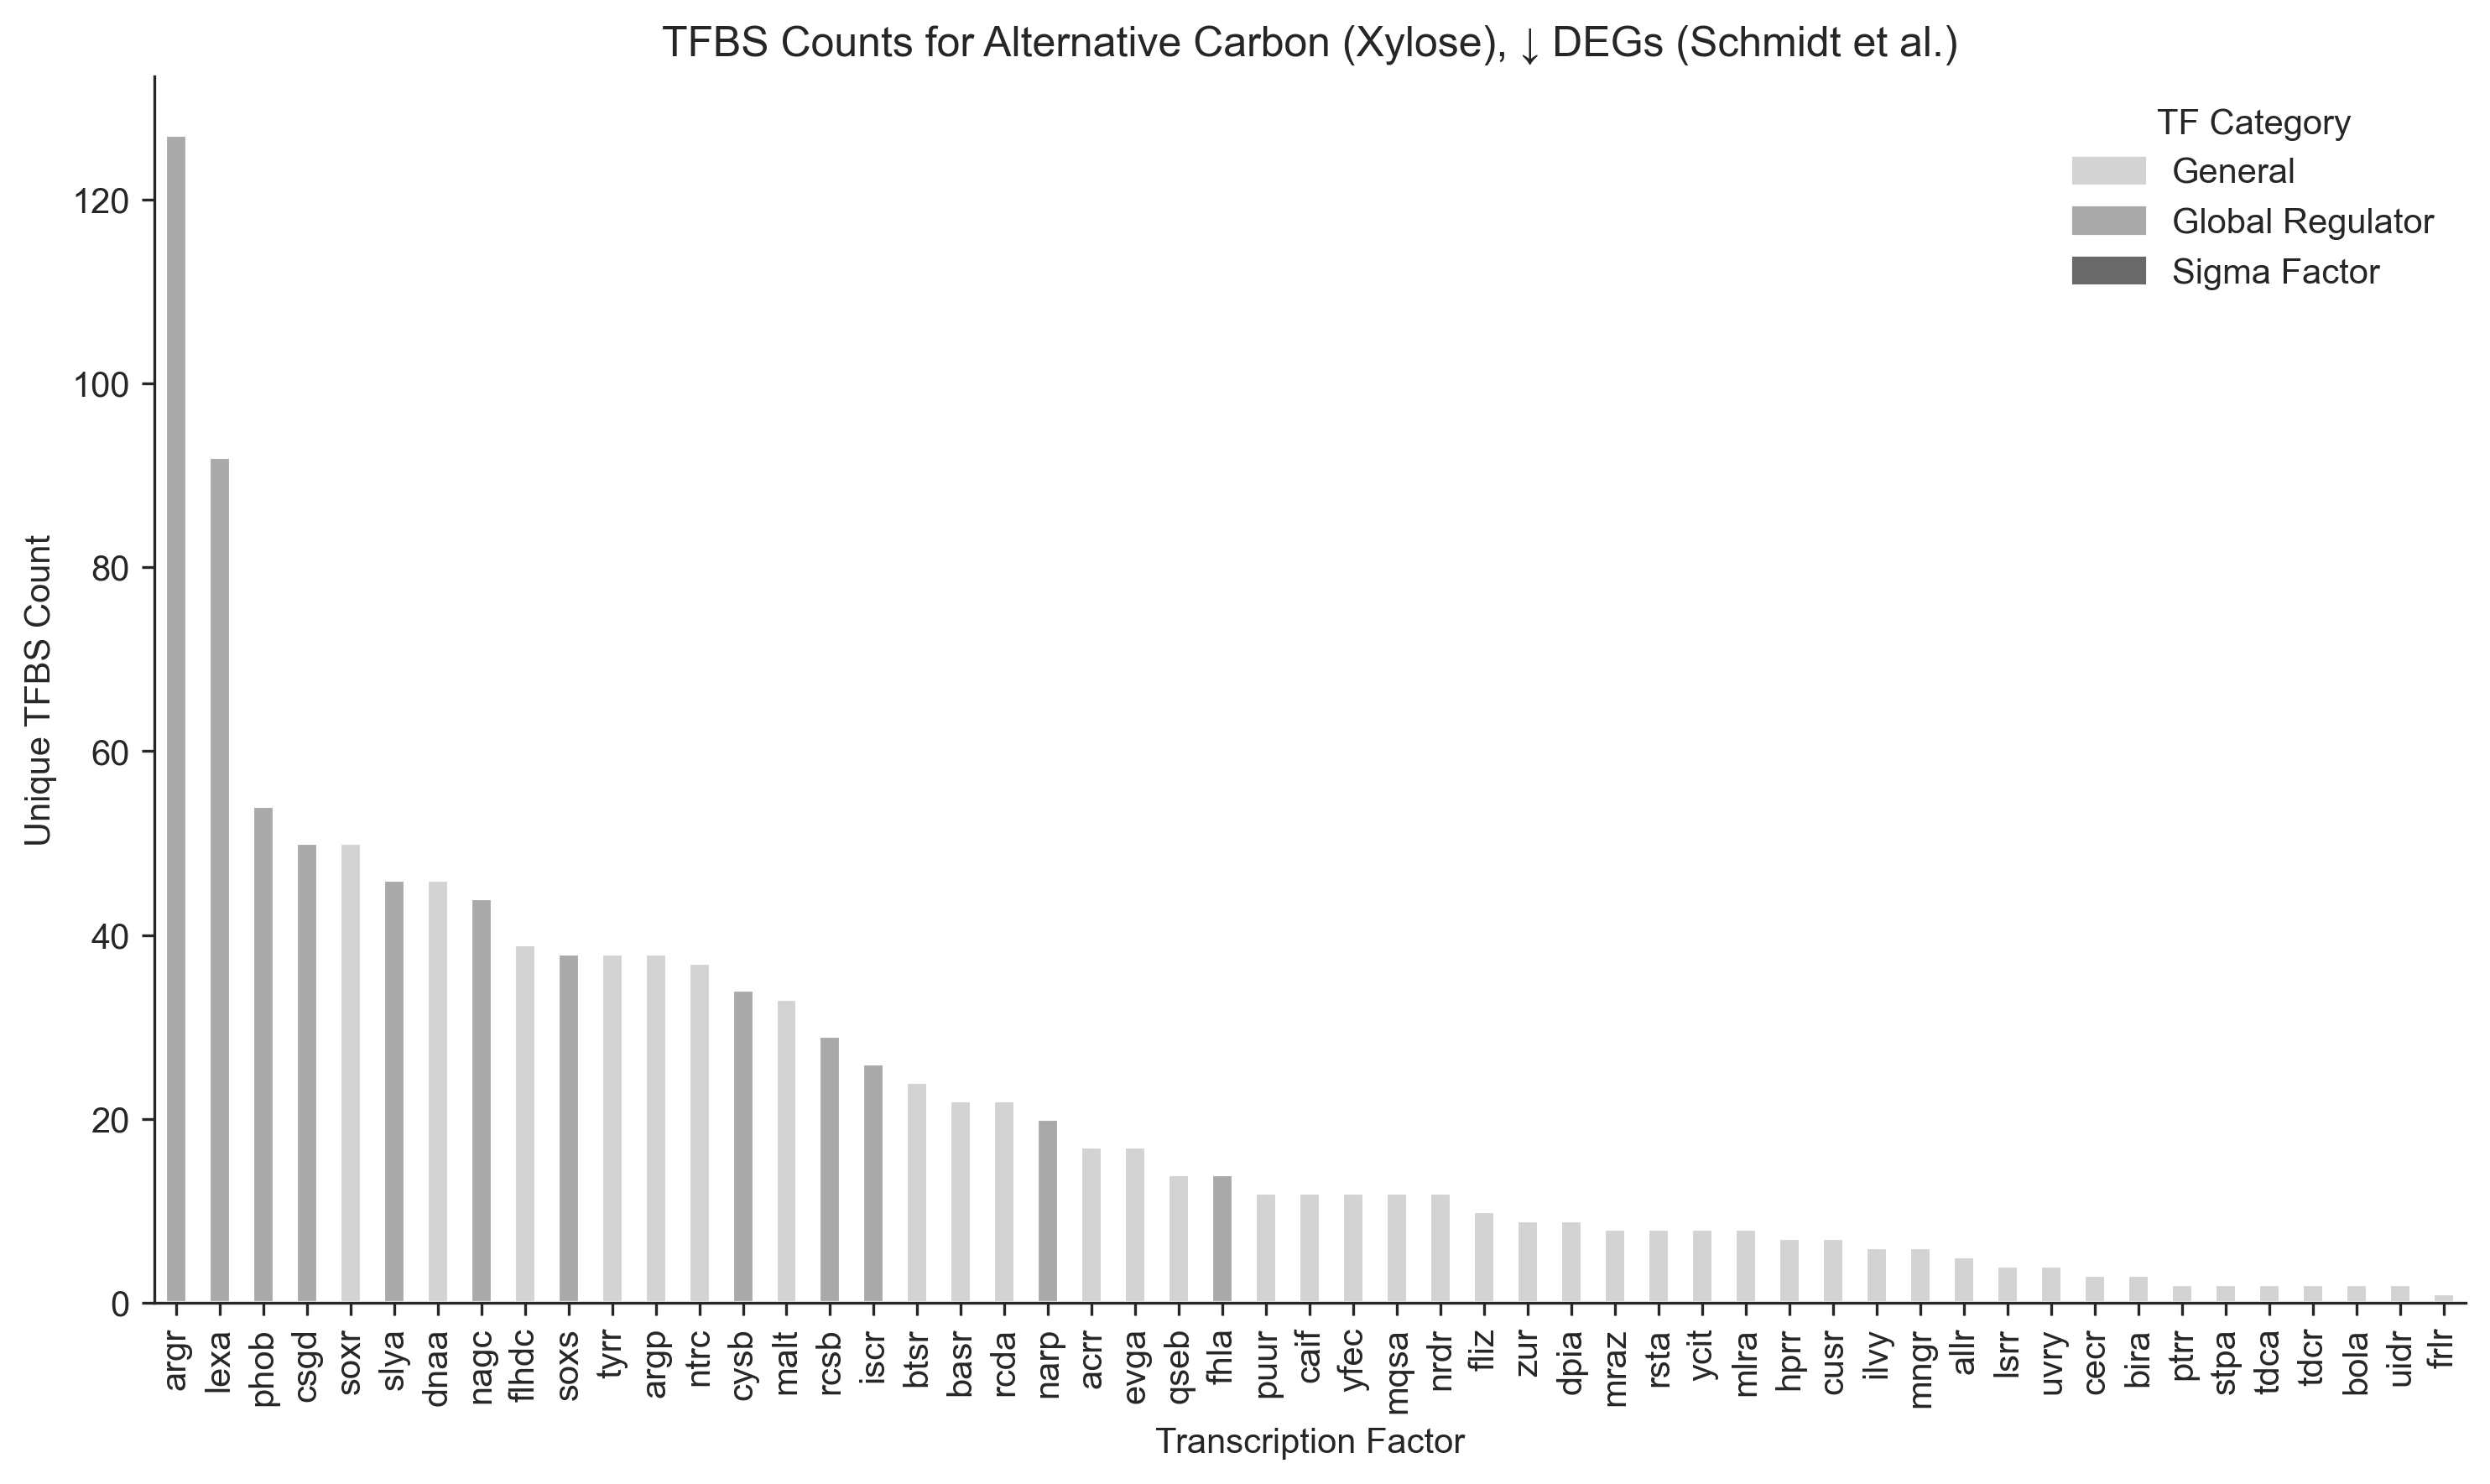 TFBS Counts for Alternative Carbon (Xylose), ↓ DEGs (Schmidt et al.)
TF Category
General
Global Regulator
Sigma Factor
Unique TFBS Count
120
100
80
60
40
20
0
argr
lexa
phob
csgd
soxr
slya
dnaa
nagc
flhdc
soxs
tyrr
argp
ntrc
cysb
malt
rcsb
iscr
btsr
basr
rcda
narp
acrr
evga
qseb
fhla
puur
caif
yfec
mqsa
nrdr
fliz
zur
dpia
mraz
rsta
ycit
mlra
hprr
cusr
ilvy
mngr
allr
lsrr
uvry
cecr
bira
ptrr
stpa
tdca
tdcr
bola
uidr
frlr
Transcription Factor